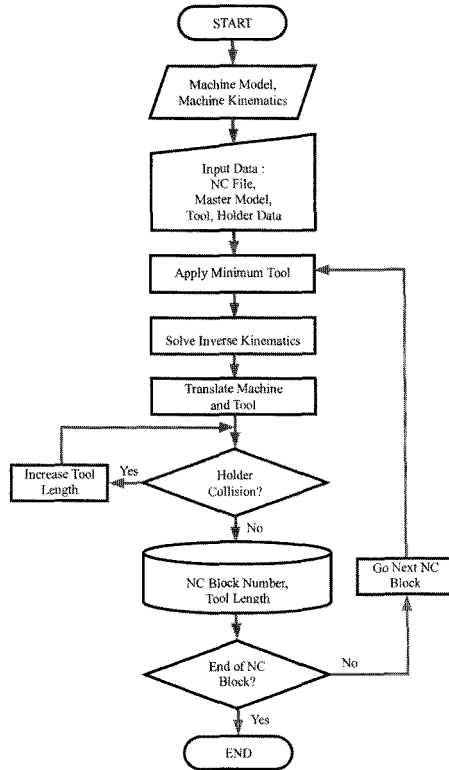 START
Machine Model,
Machine Kinematics
Input Data :
NC File,
Master Model,
Tool, Holder Data
Apply Minimum Tool
Solve Inverse Kinematics
Translate Machine
and Tool
Increase Tool
Length
Yes
Holder
Collision?
No
NC Block Number,
Tool Length
Go Next NC
Block
End of NC
Block?
No
Yes
END